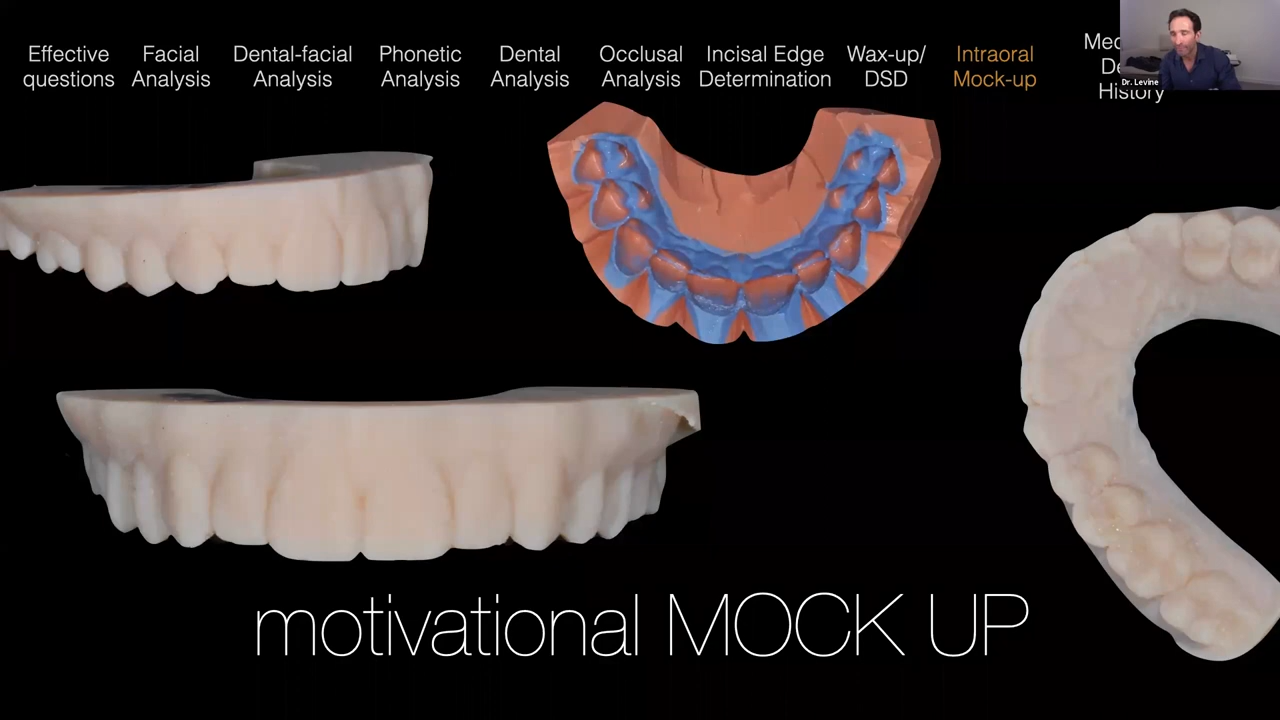 Effective
questions
Facial
Analysis
Dental-facial
Analysis
Phonetic
Analysis
Dental
Analysis
Occlusal
Analysis
Incisal Edge
Determination
Wax-up/
DSD
Intraoral
Mock-up
History
Dr. Levine
motivational MOCK UP